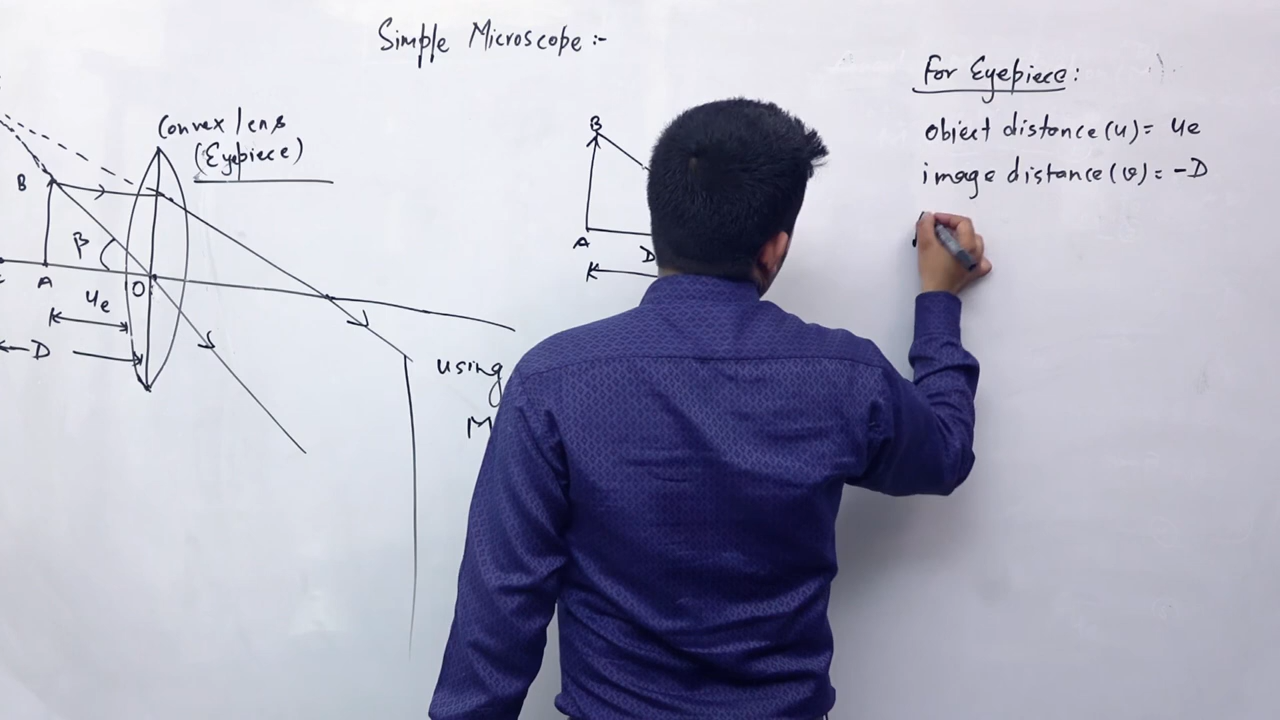 Simple Microscope :-
Convex lens
(Eyepiece)
B
β
A
O
ue
D
B
A
D
using
M
For Eyepiece :
object distance (u) = ue
image distance (v) = -D